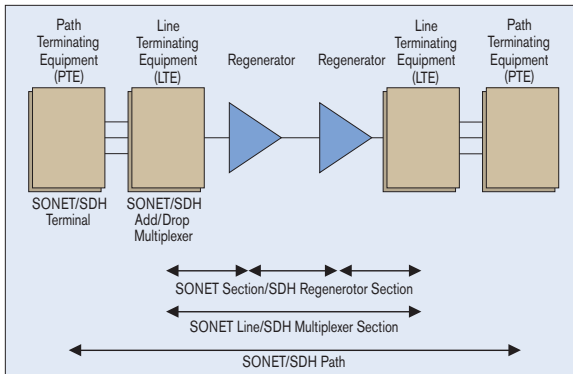 Path
Terminating
Equipment
(PTE)
Line
Terminating
Equipment
(LTE)
Regenerator
Regenerator
Line
Terminating
Equipment
(LTE)
Path
Terminating
Equipment
(PTE)
SONET/SDH
Terminal
SONET/SDH
Add/Drop
Multiplexer
SONET Section/SDH Regenerotor Section
SONET Line/SDH Multiplexer Section
SONET/SDH Path